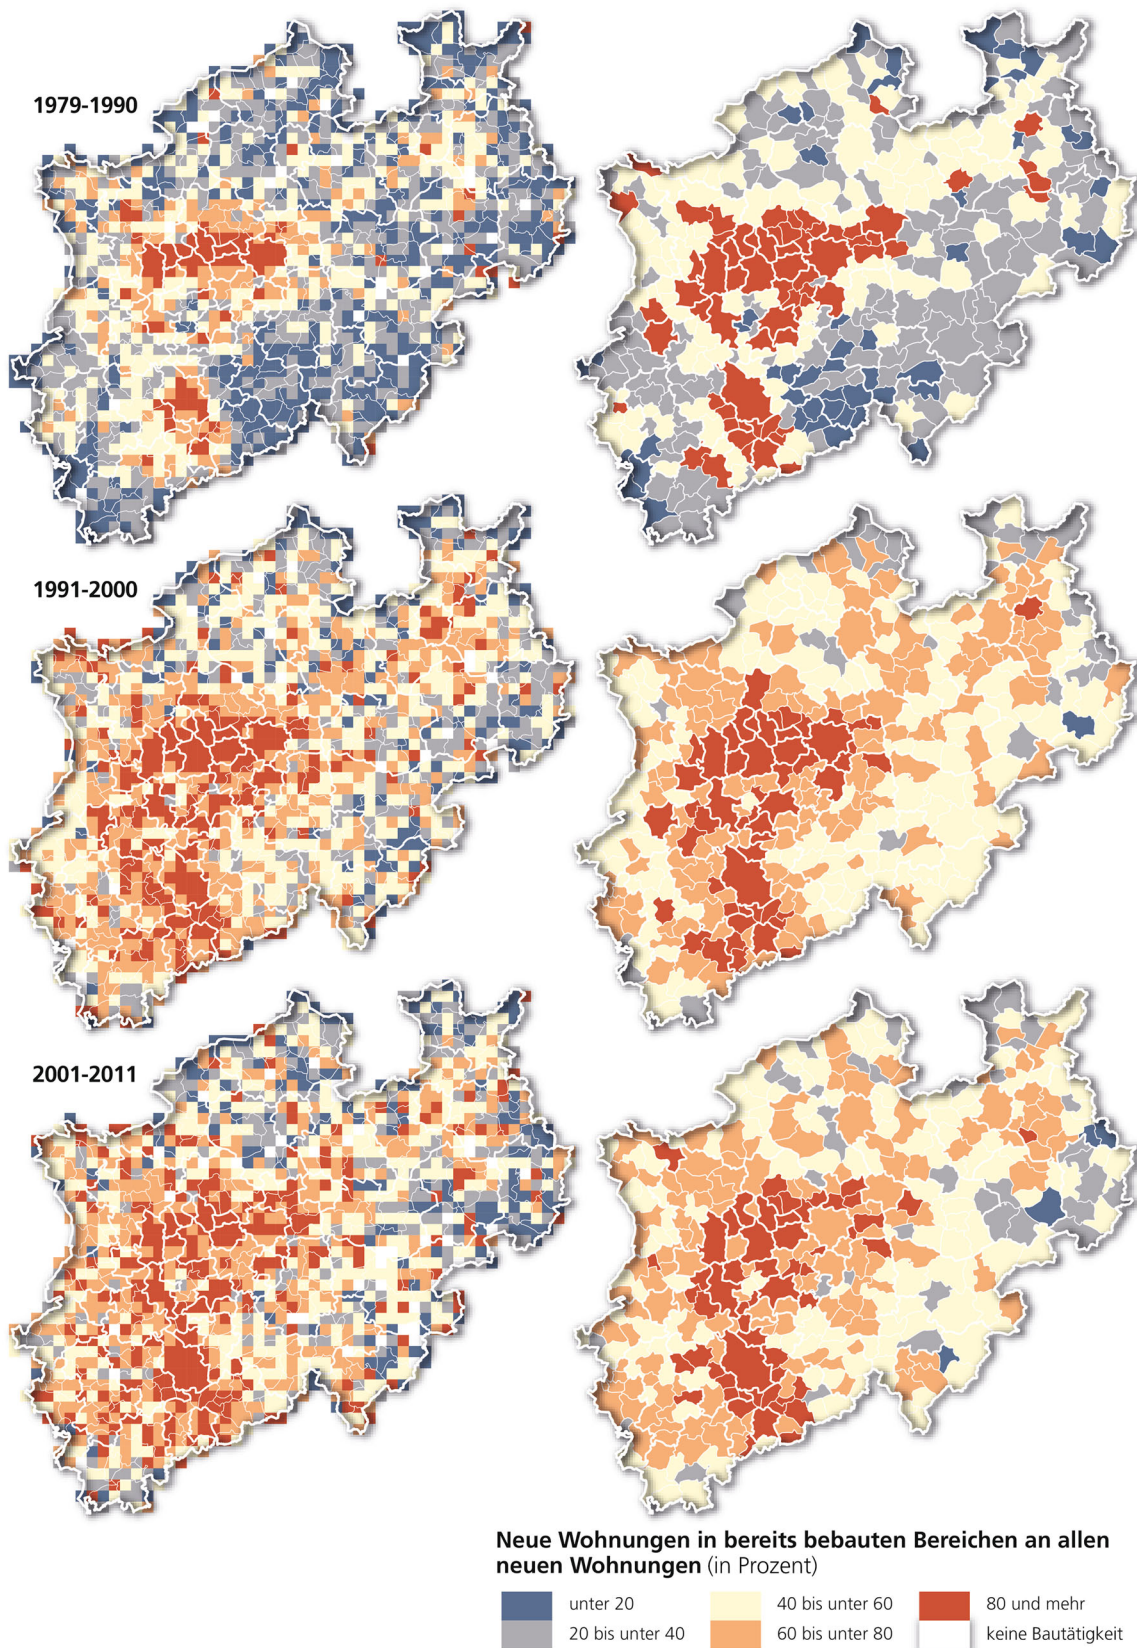 1979-1990
1991-2000
2001-2011
Neue Wohnungen in bereits bebauten Bereichen an allen
neuen Wohnungen (in Prozent)
unter 20
40 bis unter 60
80 und mehr
20 bis unter 40
60 bis unter 80
keine Bautätigkeit